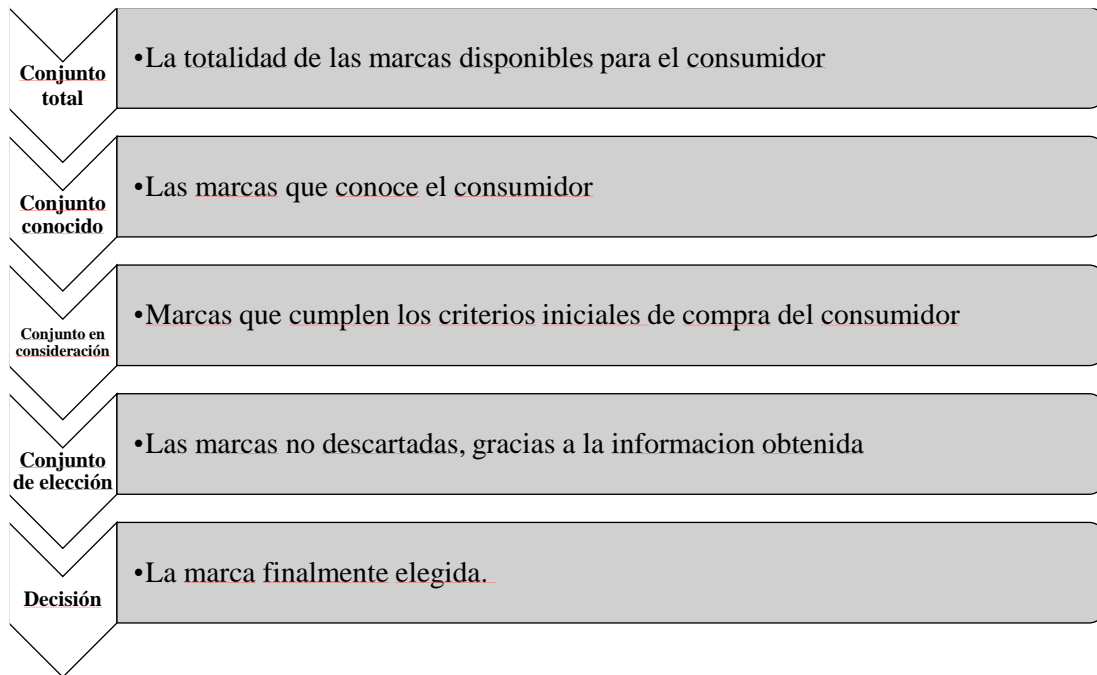 Conjunto
total
•La totalidad de las marcas disponibles para el consumidor
Conjunto
conocido
•Las marcas que conoce el consumidor
Conjunto en
consideración
•Marcas que cumplen los criterios iniciales de compra del consumidor
Conjunto
de elección
•Las marcas no descartadas, gracias a la informacion obtenida
Decisión
•La marca finalmente elegida.